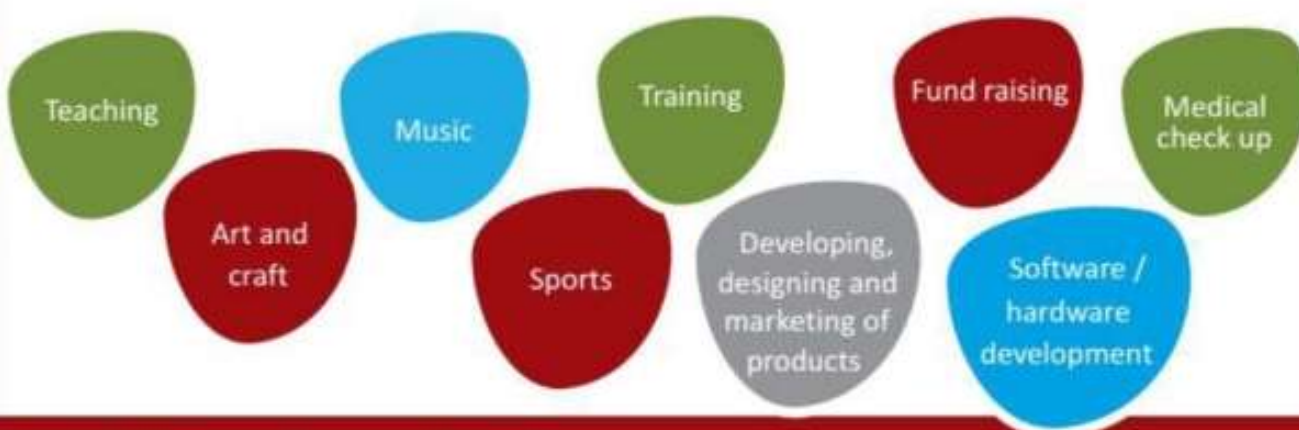 Teaching
Art and
craft
Music
Sports
Training
Developing,
designing and
marketing of
products
Fund raising
Software /
hardware
development
Medical
check up